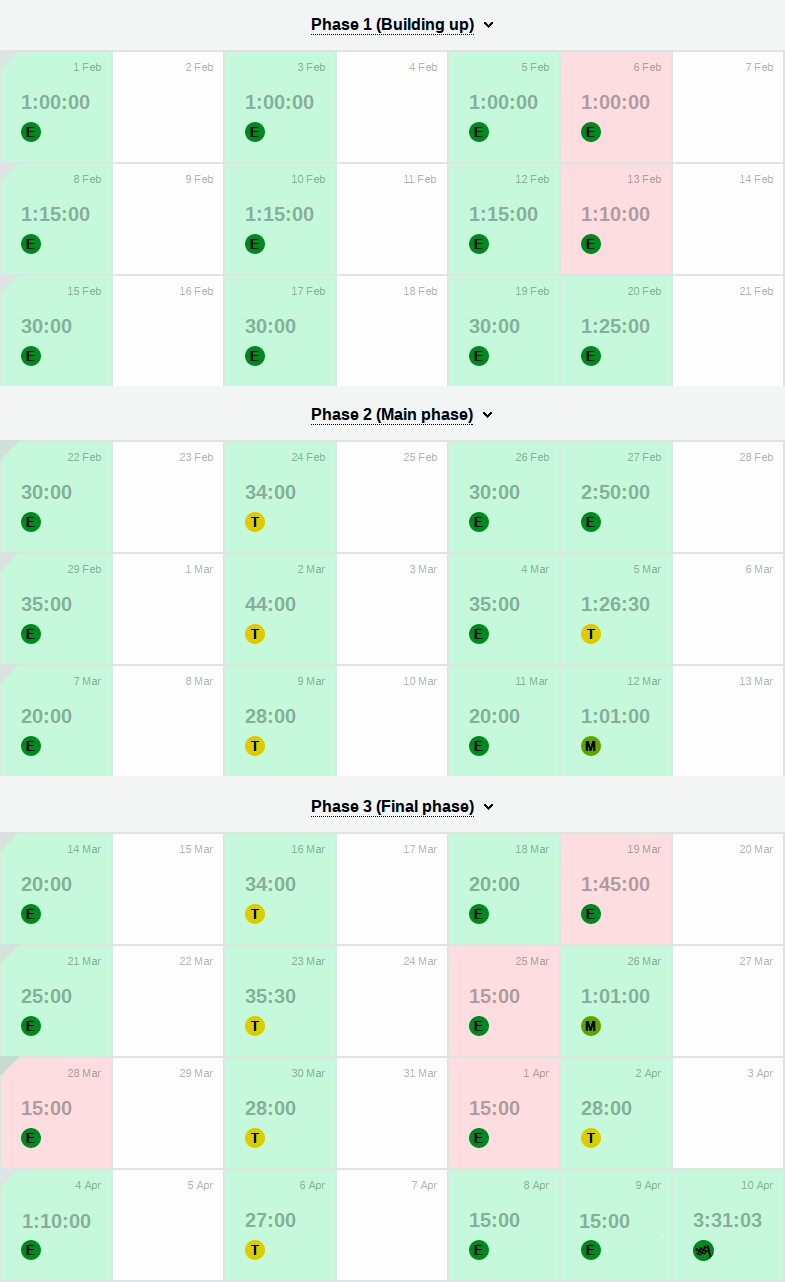 Phase 1 (Building up)
1 Feb 2 Feb 3 Feb 4 Feb 5 Feb 6 Feb 7 Feb
1:00:00 1:00:00 1:00:00 1:00:00
E E E E
8 Feb 9 Feb 10 Feb 11 Feb 12 Feb 13 Feb 14 Feb
1:15:00 1:15:00 1:15:00 1:10:00
E E E E
15 Feb 16 Feb 17 Feb 18 Feb 19 Feb 20 Feb 21 Feb
30:00 30:00 30:00 1:25:00
E E E E
Phase 2 (Main phase)
22 Feb 23 Feb 24 Feb 25 Feb 26 Feb 27 Feb 28 Feb
30:00 34:00 30:00 2:50:00
E T E E
29 Feb 1 Mar 2 Mar 3 Mar 4 Mar 5 Mar 6 Mar
35:00 44:00 35:00 1:26:30
E T E T
7 Mar 8 Mar 9 Mar 10 Mar 11 Mar 12 Mar 13 Mar
20:00 28:00 20:00 1:01:00
E T E M
Phase 3 (Final phase)
14 Mar 15 Mar 16 Mar 17 Mar 18 Mar 19 Mar 20 Mar
20:00 34:00 20:00 1:45:00
E T E E
21 Mar 22 Mar 23 Mar 24 Mar 25 Mar 26 Mar 27 Mar
25:00 35:30 15:00 1:01:00
E T E M
28 Mar 29 Mar 30 Mar 31 Mar 1 Apr 2 Apr 3 Apr
15:00 28:00 15:00 28:00
E T E T
4 Apr 5 Apr 6 Apr 7 Apr 8 Apr 9 Apr 10 Apr
1:10:00 27:00 15:00 15:00 3:31:03
E T E E